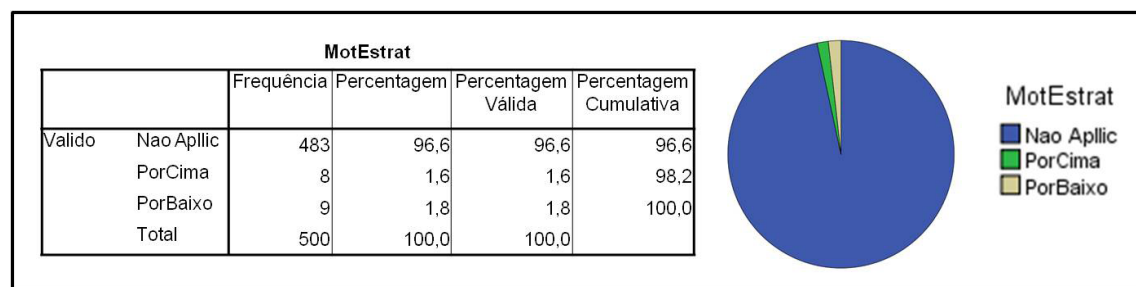 MotEstrat
Frequência Percentagem Percentagem Válida Percentagem Cumulativa
Valido Nao Apllic 483 96,6 96,6 96,6
PorCima 8 1,6 1,6 98,2
PorBaixo 9 1,8 1,8 100,0
Total 500 100,0 100,0
MotEstrat
Nao Apllic
PorCima
PorBaixo